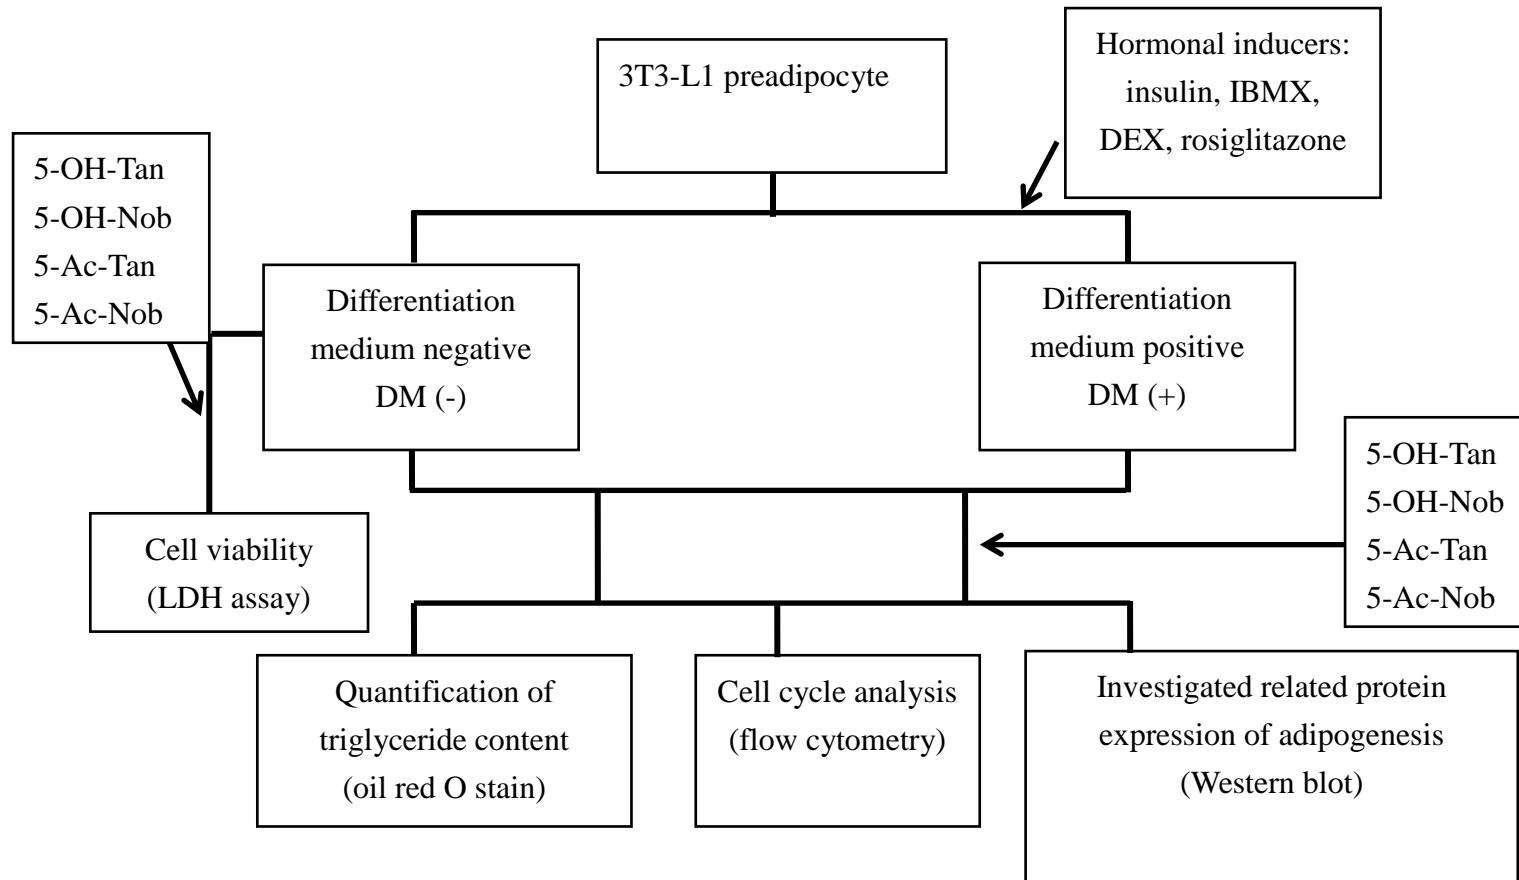 3T3-L1 preadipocyte
Hormonal inducers:
insulin, IBMX,
DEX, rosiglitazone
5-OH-Tan
5-OH-Nob
5-Ac-Tan
5-Ac-Nob
Differentiation
medium negative
DM (-)
Differentiation
medium positive
DM (+)
5-OH-Tan
5-OH-Nob
5-Ac-Tan
5-Ac-Nob
Cell viability
(LDH assay)
Quantification of
triglyceride content
(oil red O stain)
Cell cycle analysis
(flow cytometry)
Investigated related protein
expression of adipogenesis
(Western blot)